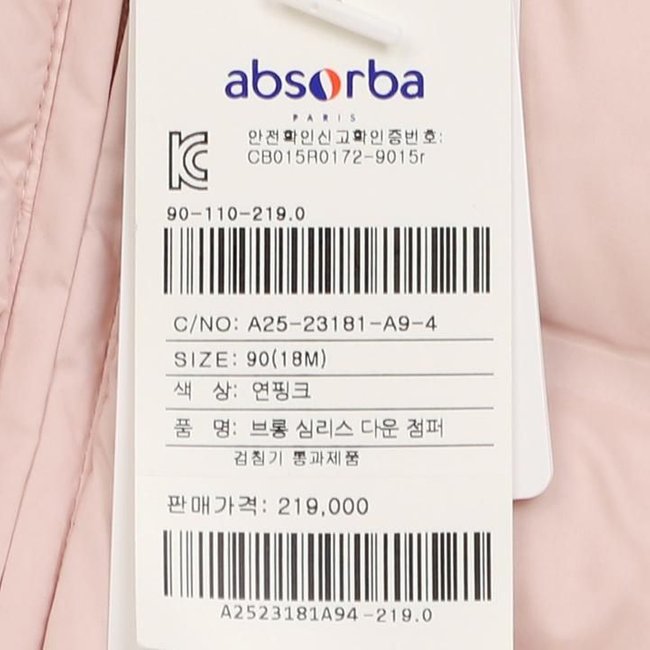 absorba
PARIS
안전확인신고확인증번호:
CB015R0172-9015r
90-110-219.0
C/NO: A25-23181-A9-4
SIZE: 90(18M)
색 상: 연핑크
품 명: 브롱 심리스 다운 점퍼
검침기 통과제품
판매가격: 219,000
A2523181A94-219.0